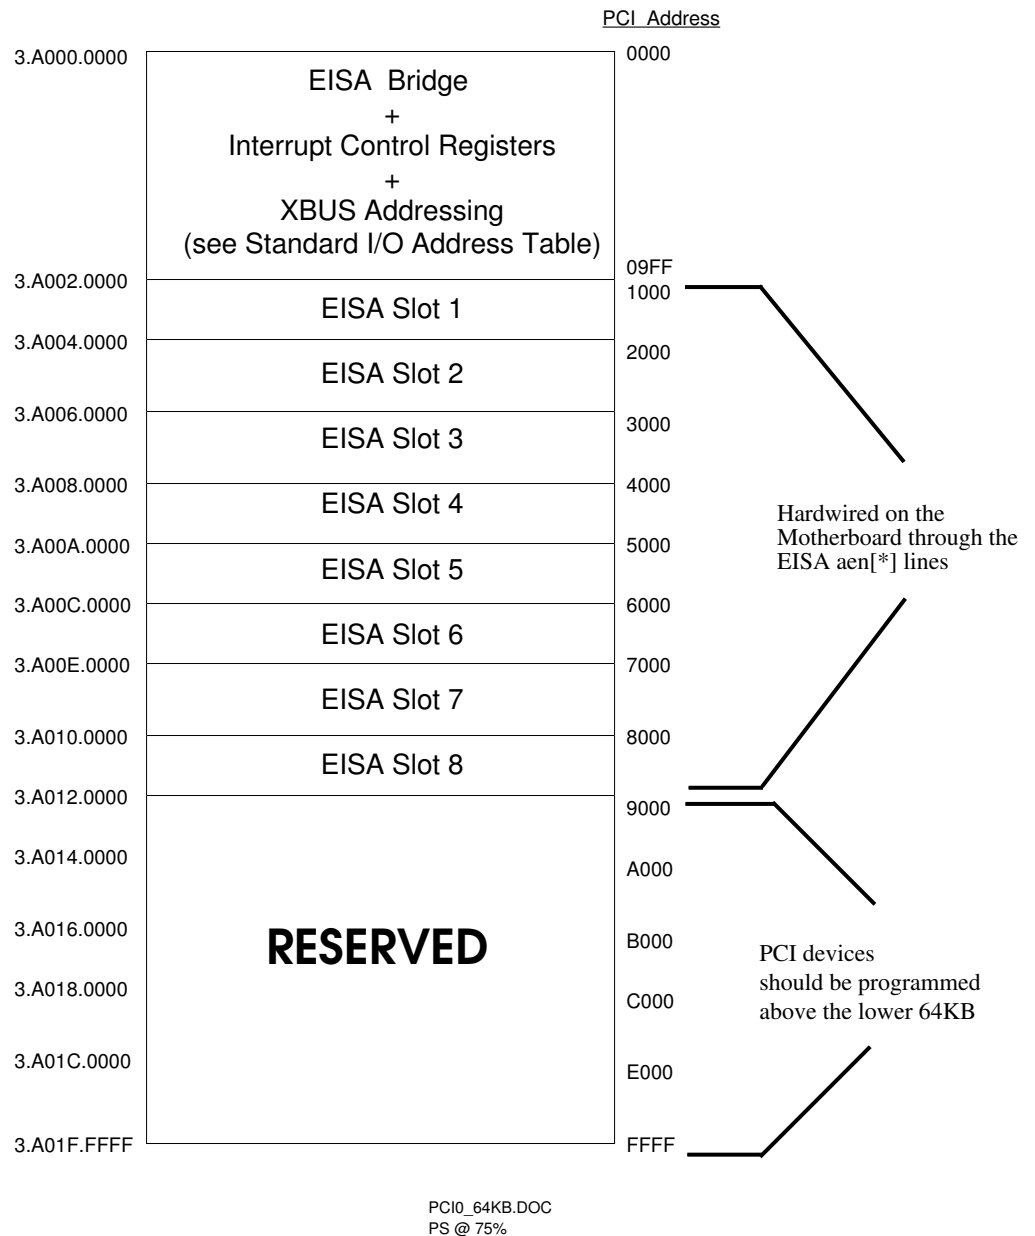 PCI Address
3.A000.0000
0000
EISA Bridge
+
Interrupt Control Registers
+
XBUS Addressing
(see Standard I/O Address Table)
09FF
3.A002.0000
1000
EISA Slot 1
3.A004.0000
2000
EISA Slot 2
3.A006.0000
3000
EISA Slot 3
3.A008.0000
4000
EISA Slot 4
3.A00A.0000
5000
EISA Slot 5
3.A00C.0000
6000
EISA Slot 6
3.A00E.0000
7000
EISA Slot 7
3.A010.0000
8000
EISA Slot 8
3.A012.0000
9000
Hardwired on the
Motherboard through the
EISA aen[*] lines
3.A014.0000
A000
3.A016.0000
B000
RESERVED
3.A018.0000
C000
PCI devices
should be programmed
above the lower 64KB
3.A01C.0000
E000
3.A01F.FFFF
FFFF
PCI0_64KB.DOC
PS @ 75%